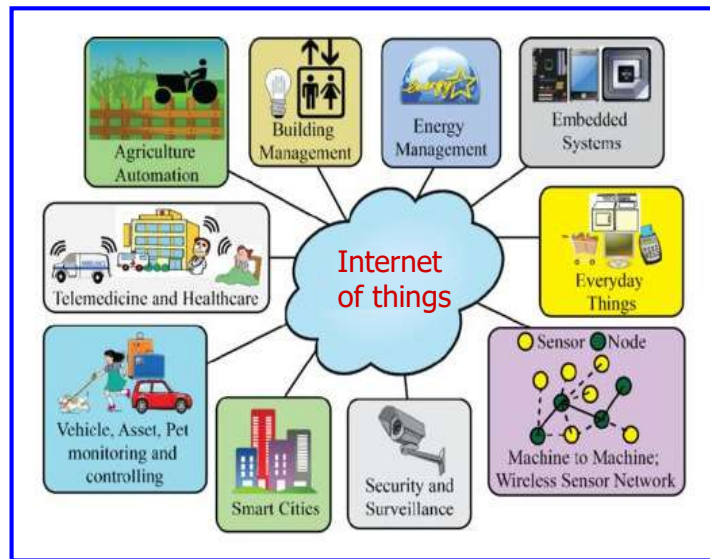 Agriculture
Automation
Building
Management
energy
Energy
Management
Embedded
Systems
Telemedicine and Healthcare
Internet
of things
Everyday
Things
Vehicle, Asset, Pet
monitoring and
controlling
Smart Cities
Security and
Surveillance
Sensor Node
Machine to Machine;
Wireless Sensor Network